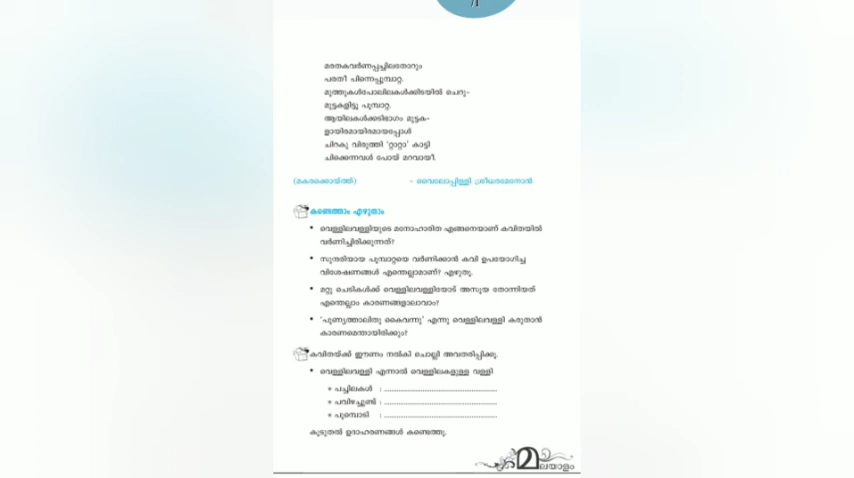 71
മരതകവർണപ്പച്ചിലതോറും
പരതീ പിന്നെപ്പൂമ്പാറ്റ.
മുത്തുകൾപോലിലകൾക്കിടയിൽ ചെറു-
മുട്ടകളിട്ടൂ പൂമ്പാറ്റ.
ആയിലകൾക്കടിഭാഗം മുട്ടക-
ളായിരമായിരമായപ്പോൾ
ചിറകു വിരുത്തി 'റ്റാറ്റാ' കാട്ടി
ചിക്കെന്നവൾ പോയ് മറവായീ.
(മകരക്കൊയ്ത്ത്) - വൈലോപ്പിള്ളി ശ്രീധരമേനോൻ
കണ്ടെത്താം എഴുതാം
• വെള്ളിലവള്ളിയുടെ മനോഹാരിത എങ്ങനെയാണ് കവിതയിൽ
വർണിച്ചിരിക്കുന്നത്?
• സുന്ദരിയായ പൂമ്പാറ്റയെ വർണിക്കാൻ കവി ഉപയോഗിച്ച
വിശേഷണങ്ങൾ എന്തെല്ലാമാണ്? എഴുതൂ.
• മറ്റു ചെടികൾക്ക് വെള്ളിലവള്ളിയോട് അസൂയ തോന്നിയത്
എന്തെല്ലാം കാരണങ്ങളാലാവാം?
• 'പുണ്യത്താലിതു കൈവന്നു' എന്നു വെള്ളിലവള്ളി കരുതാൻ
കാരണമെന്തായിരിക്കും?
കവിതയ്ക്ക് ഈണം നൽകി ചൊല്ലി അവതരിപ്പിക്കൂ.
• വെള്ളിലവള്ളി എന്നാൽ വെള്ളിലകളുള്ള വള്ളി
* പച്ചിലകൾ : ..................................................
* പവിഴച്ചുണ്ട് : ..................................................
* പൂമ്പൊടി : ..................................................
കൂടുതൽ ഉദാഹരണങ്ങൾ കണ്ടെത്തൂ.
മലയാളം